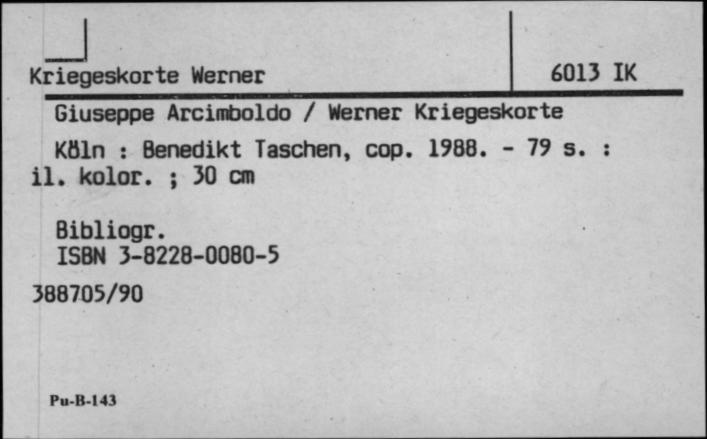 Kriegeskorte Werner 6013 IK
Giuseppe Arcimboldo / Werner Kriegeskorte
Köln : Benedikt Taschen, cop. 1988. - 79 s. :
il. kolor. ; 30 cm
Bibliogr.
ISBN 3-8228-0080-5
388705/90
Pu-B-143